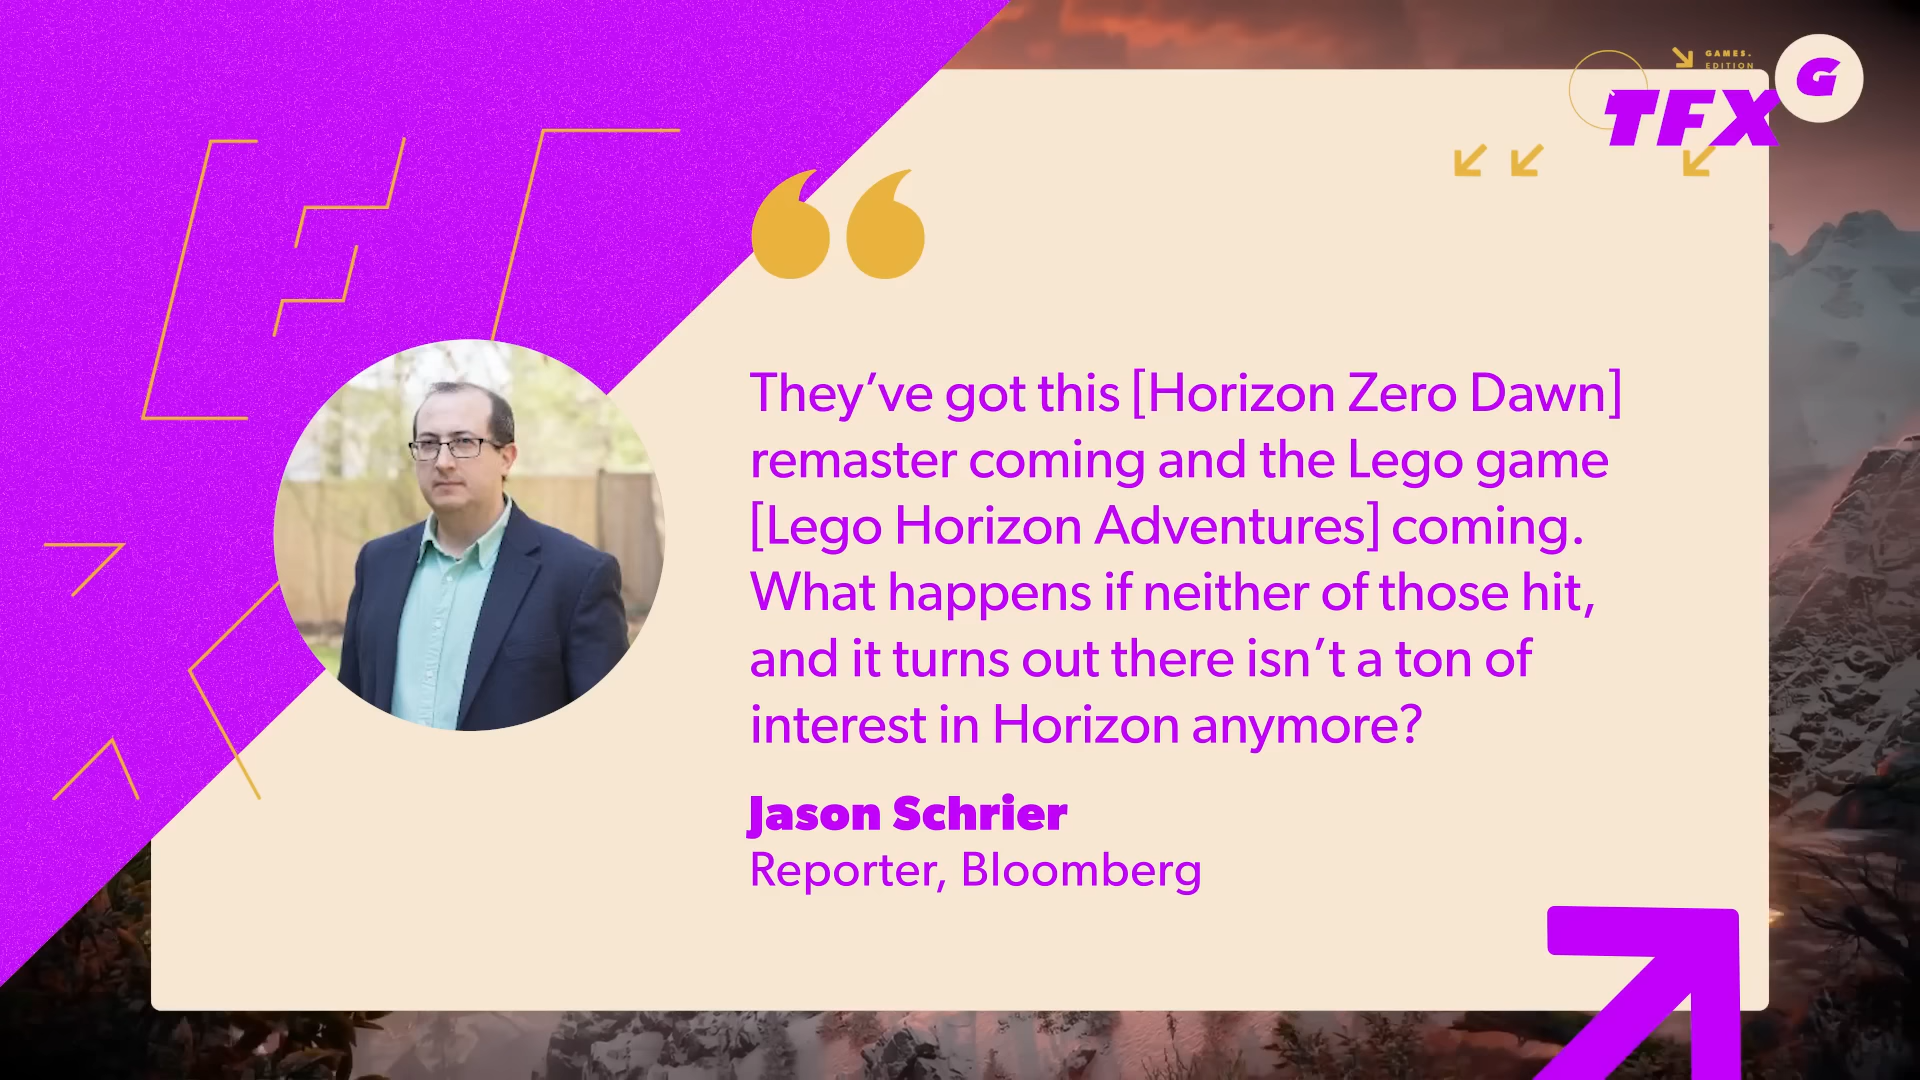 GAMES.
EDITION
TFX
G
They’ve got this [Horizon Zero Dawn]
remaster coming and the Lego game
[Lego Horizon Adventures] coming.
What happens if neither of those hit,
and it turns out there isn’t a ton of
interest in Horizon anymore?
Jason Schrier
Reporter, Bloomberg